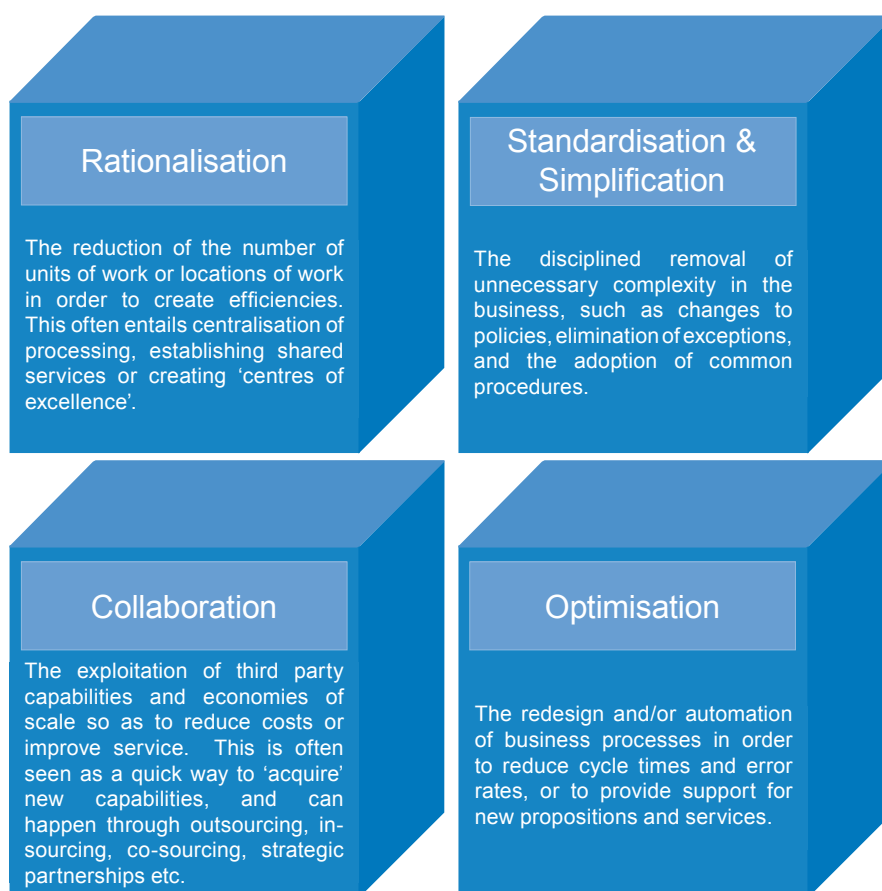 Rationalisation
The reduction of the number of
units of work or locations of work
in order to create efficiencies.
This often entails centralisation of
processing, establishing shared
services or creating ‘centres of
excellence’.
Standardisation &
Simplification
The disciplined removal of
unnecessary complexity in the
business, such as changes to
policies, elimination of exceptions,
and the adoption of common
procedures.
Collaboration
The exploitation of third party
capabilities and economies of
scale so as to reduce costs or
improve service. This is often
seen as a quick way to ‘acquire’
new capabilities, and can
happen through outsourcing, in-
sourcing, co-sourcing, strategic
partnerships etc.
Optimisation
The redesign and/or automation
of business processes in order
to reduce cycle times and error
rates, or to provide support for
new propositions and services.